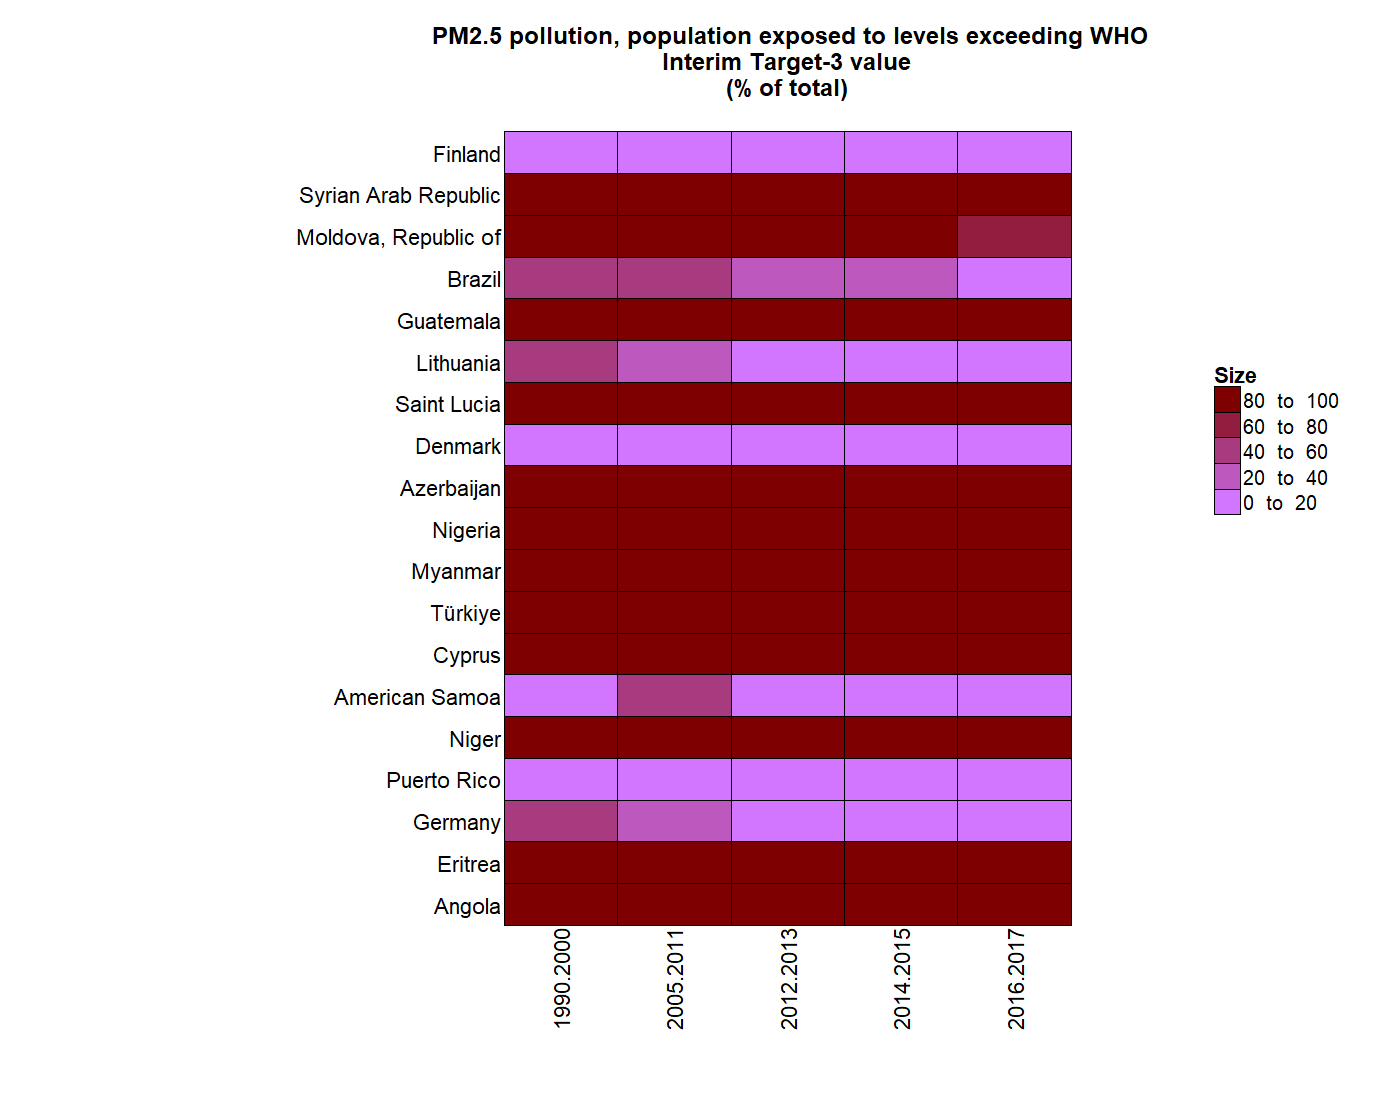 PM2.5 pollution, population exposed to levels exceeding WHO
Interim Target-3 value
(% of total)
Finland
Syrian Arab Republic
Moldova, Republic of
Brazil
Guatemala
Lithuania
Saint Lucia
Denmark
Azerbaijan
Nigeria
Myanmar
Türkiye
Cyprus
American Samoa
Niger
Puerto Rico
Germany
Eritrea
Angola
1990.2000
2005.2011
2012.2013
2014.2015
2016.2017
Size
80 to 100
60 to 80
40 to 60
20 to 40
0 to 20